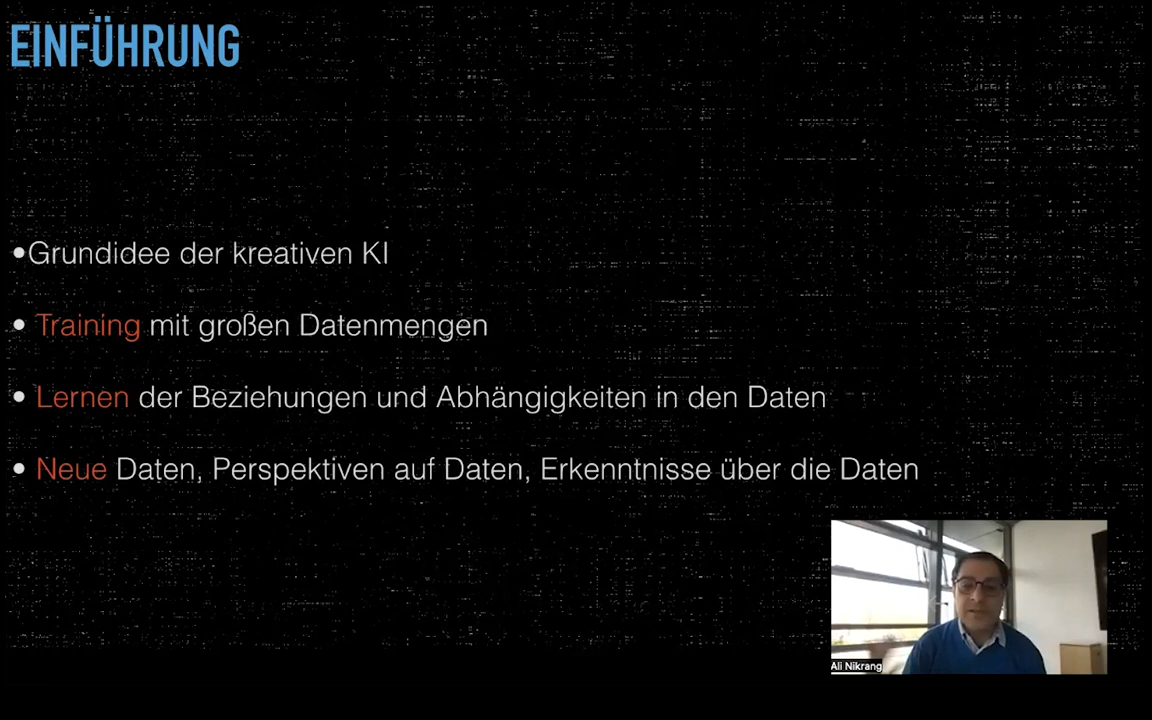 EINFÜHRUNG
•Grundidee der kreativen KI
• Training mit großen Datenmengen
• Lernen der Beziehungen und Abhängigkeiten in den Daten
• Neue Daten, Perspektiven auf Daten, Erkenntnisse über die Daten
Ali Nikrang